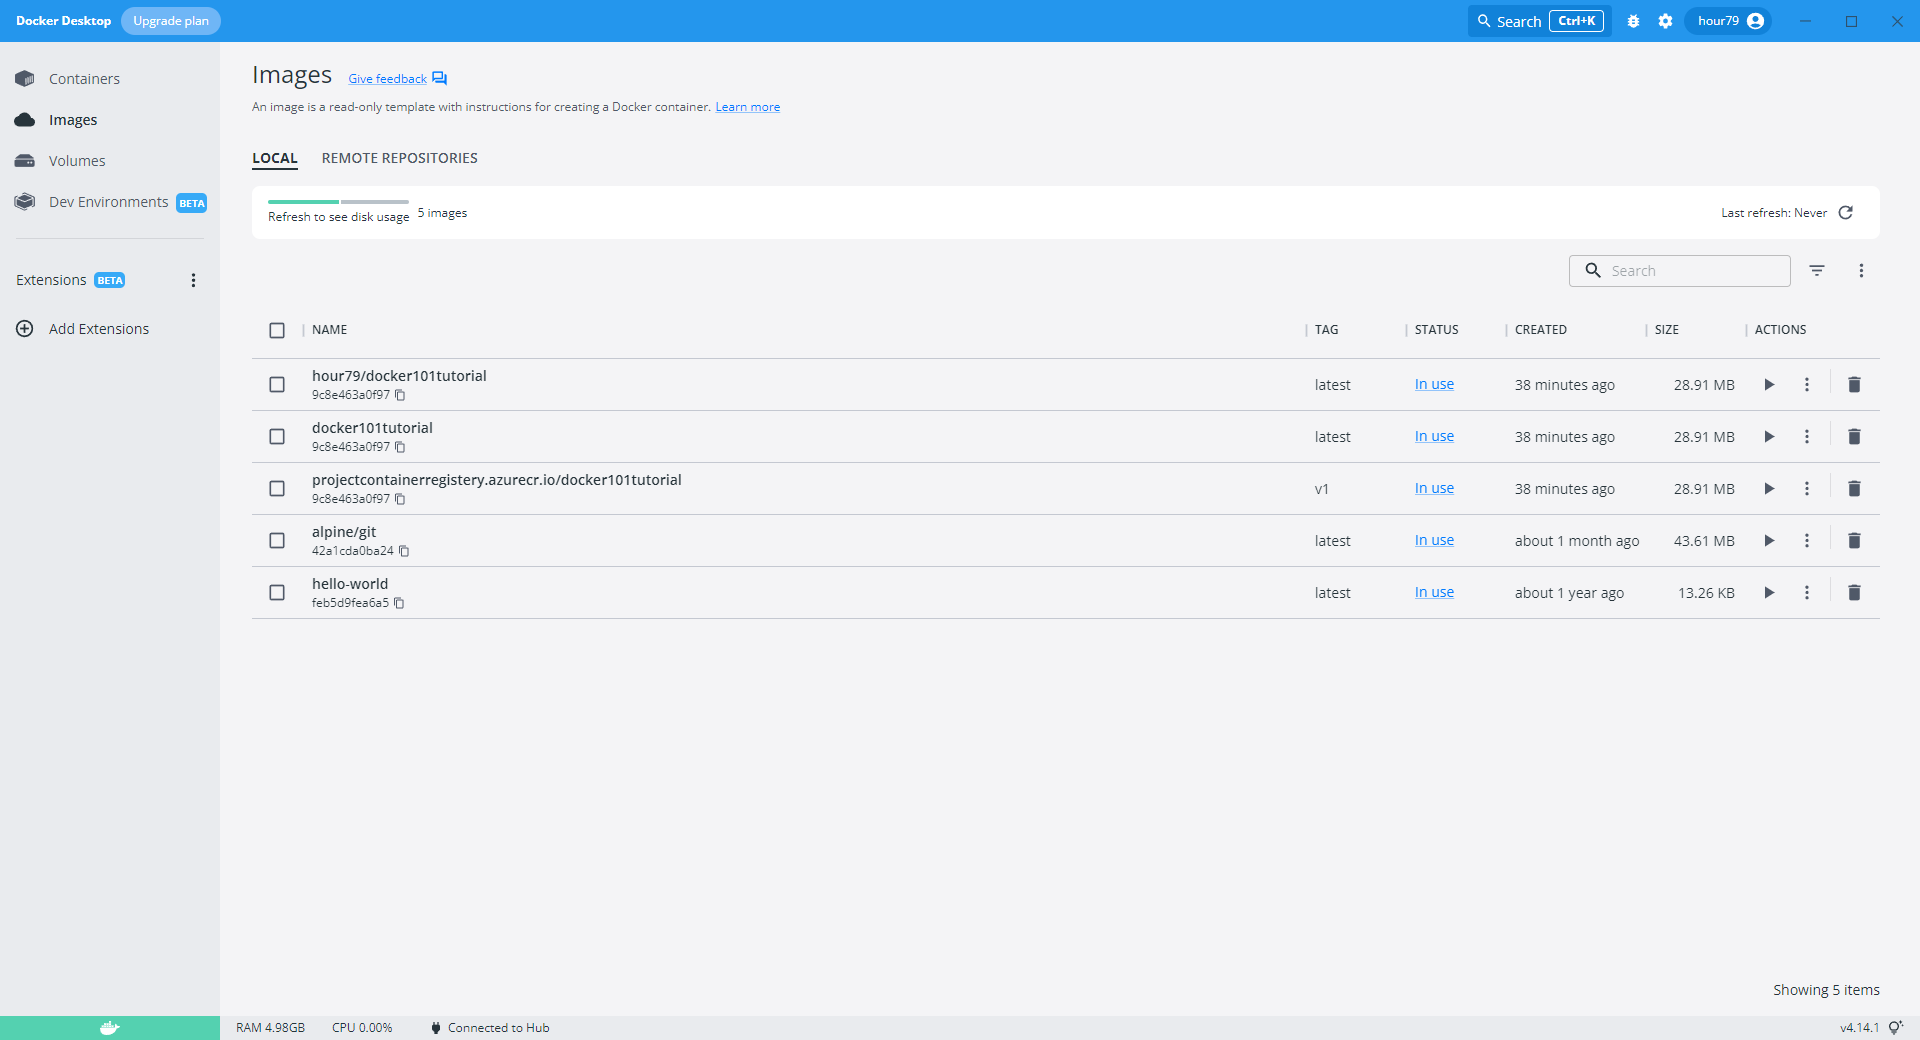 Docker Desktop Upgrade plan Search Ctrl+K hour79
Containers
Images
Volumes
Dev Environments BETA
Extensions BETA
Add Extensions
Images Give feedback
An image is a read-only template with instructions for creating a Docker container. Learn more
LOCAL REMOTE REPOSITORIES
Refresh to see disk usage 5 images Last refresh: Never
Search
NAME TAG STATUS CREATED SIZE ACTIONS
hour79/docker101tutorial latest In use 38 minutes ago 28.91 MB
9c8e463a0f97
docker101tutorial latest In use 38 minutes ago 28.91 MB
9c8e463a0f97
projectcontainerregistery.azurecr.io/docker101tutorial v1 In use 38 minutes ago 28.91 MB
9c8e463a0f97
alpine/git latest In use about 1 month ago 43.61 MB
42a1cda0ba24
hello-world latest In use about 1 year ago 13.26 KB
feb5d9fea6a5
Showing 5 items
RAM 4.98GB CPU 0.00% Connected to Hub v4.14.1